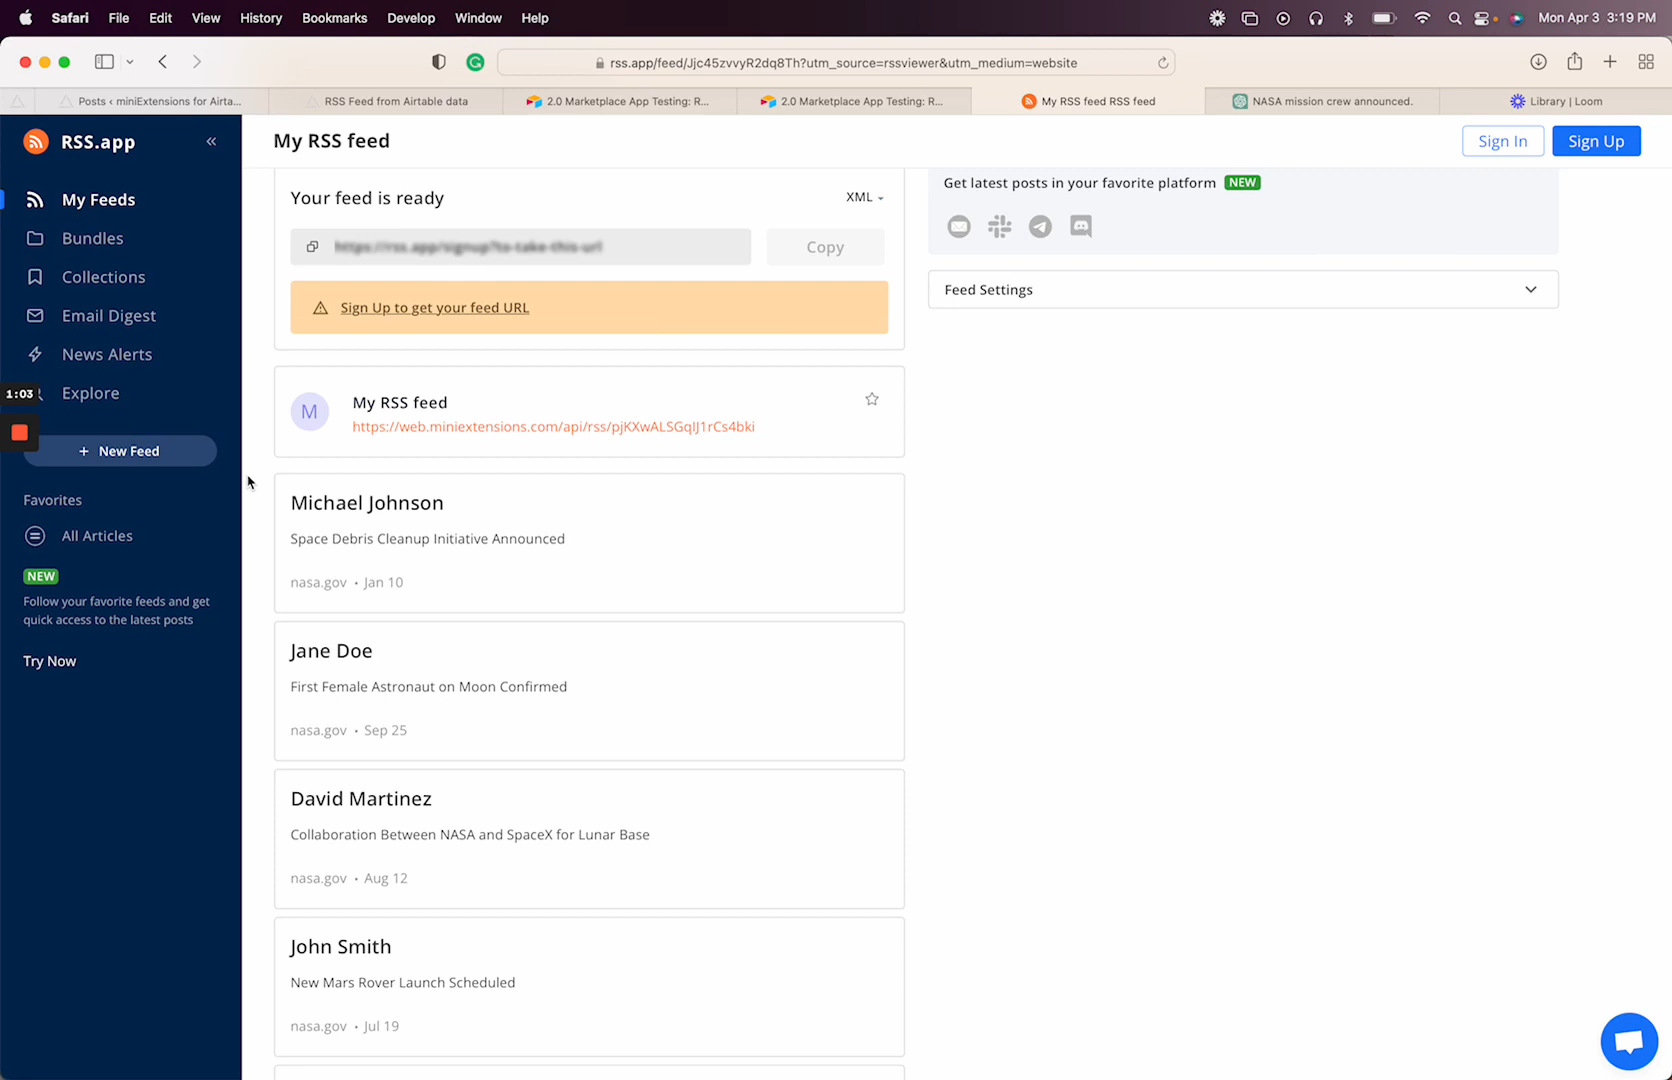 Safari File Edit View History Bookmarks Develop Window Help Mon Apr 3 3:19 PM
rss.app/feed/Jjc45zvvyR2dq8Th?utm_source=rssviewer&utm_medium=website
Posts ‹ miniExtensions for Airta... RSS Feed from Airtable data 2.0 Marketplace App Testing: R... 2.0 Marketplace App Testing: R... My RSS feed RSS feed NASA mission crew announced. Library | Loom
RSS.app «
My RSS feed
Sign In Sign Up
My Feeds
Bundles
Collections
Email Digest
News Alerts
1:03
Explore
+ New Feed
Favorites
All Articles
NEW
Follow your favorite feeds and get
quick access to the latest posts
Try Now
Your feed is ready XML
https://rss.app/signup?to-take-this-url Copy
Sign Up to get your feed URL
M
My RSS feed
https://web.miniextensions.com/api/rss/pjKXwALSGqIJ1rCs4bki
Michael Johnson
Space Debris Cleanup Initiative Announced
nasa.gov • Jan 10
Jane Doe
First Female Astronaut on Moon Confirmed
nasa.gov • Sep 25
David Martinez
Collaboration Between NASA and SpaceX for Lunar Base
nasa.gov • Aug 12
John Smith
New Mars Rover Launch Scheduled
nasa.gov • Jul 19
Get latest posts in your favorite platform NEW
Feed Settings